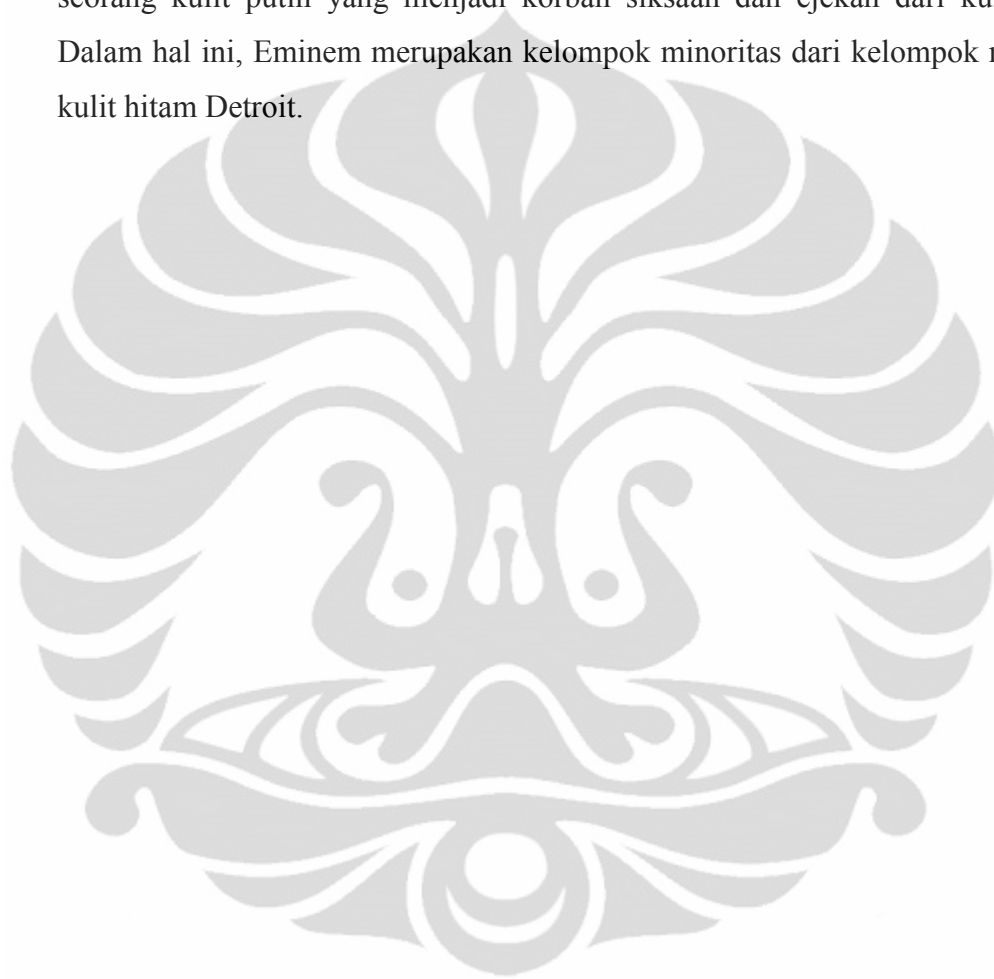 seorang kulit putih yang menjadi korban siksaan dan ejekan dari
Dalam hal ini, Eminem merupakan kelompok minoritas dari kelompok
kulit hitam Detroit.